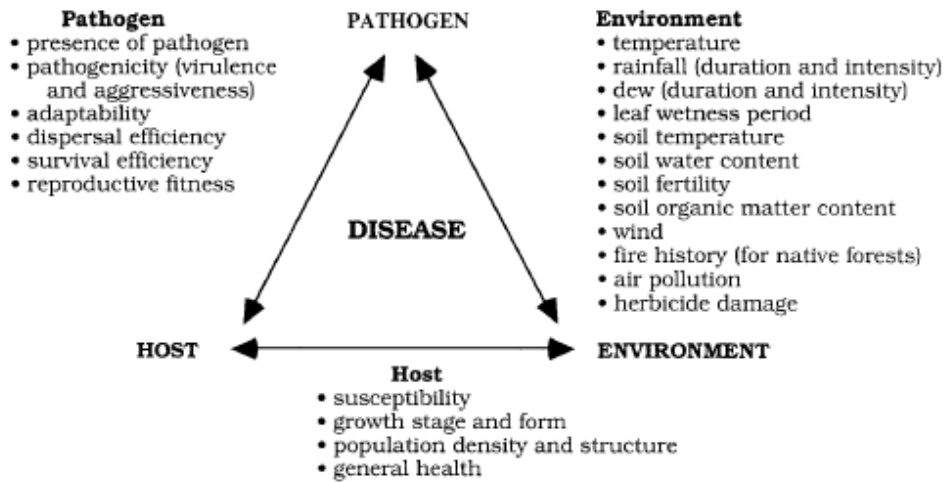 Pathogen
• presence of pathogen
• pathogenicity (virulence
and aggressiveness)
• adaptability
• dispersal efficiency
• survival efficiency
• reproductive fitness
PATHOGEN
Environment
• temperature
• rainfall (duration and intensity)
• dew (duration and intensity)
• leaf wetness period
• soil temperature
• soil water content
• soil fertility
• soil organic matter content
• wind
• fire history (for native forests)
• air pollution
• herbicide damage
DISEASE
HOST
ENVIRONMENT
Host
• susceptibility
• growth stage and form
• population density and structure
• general health